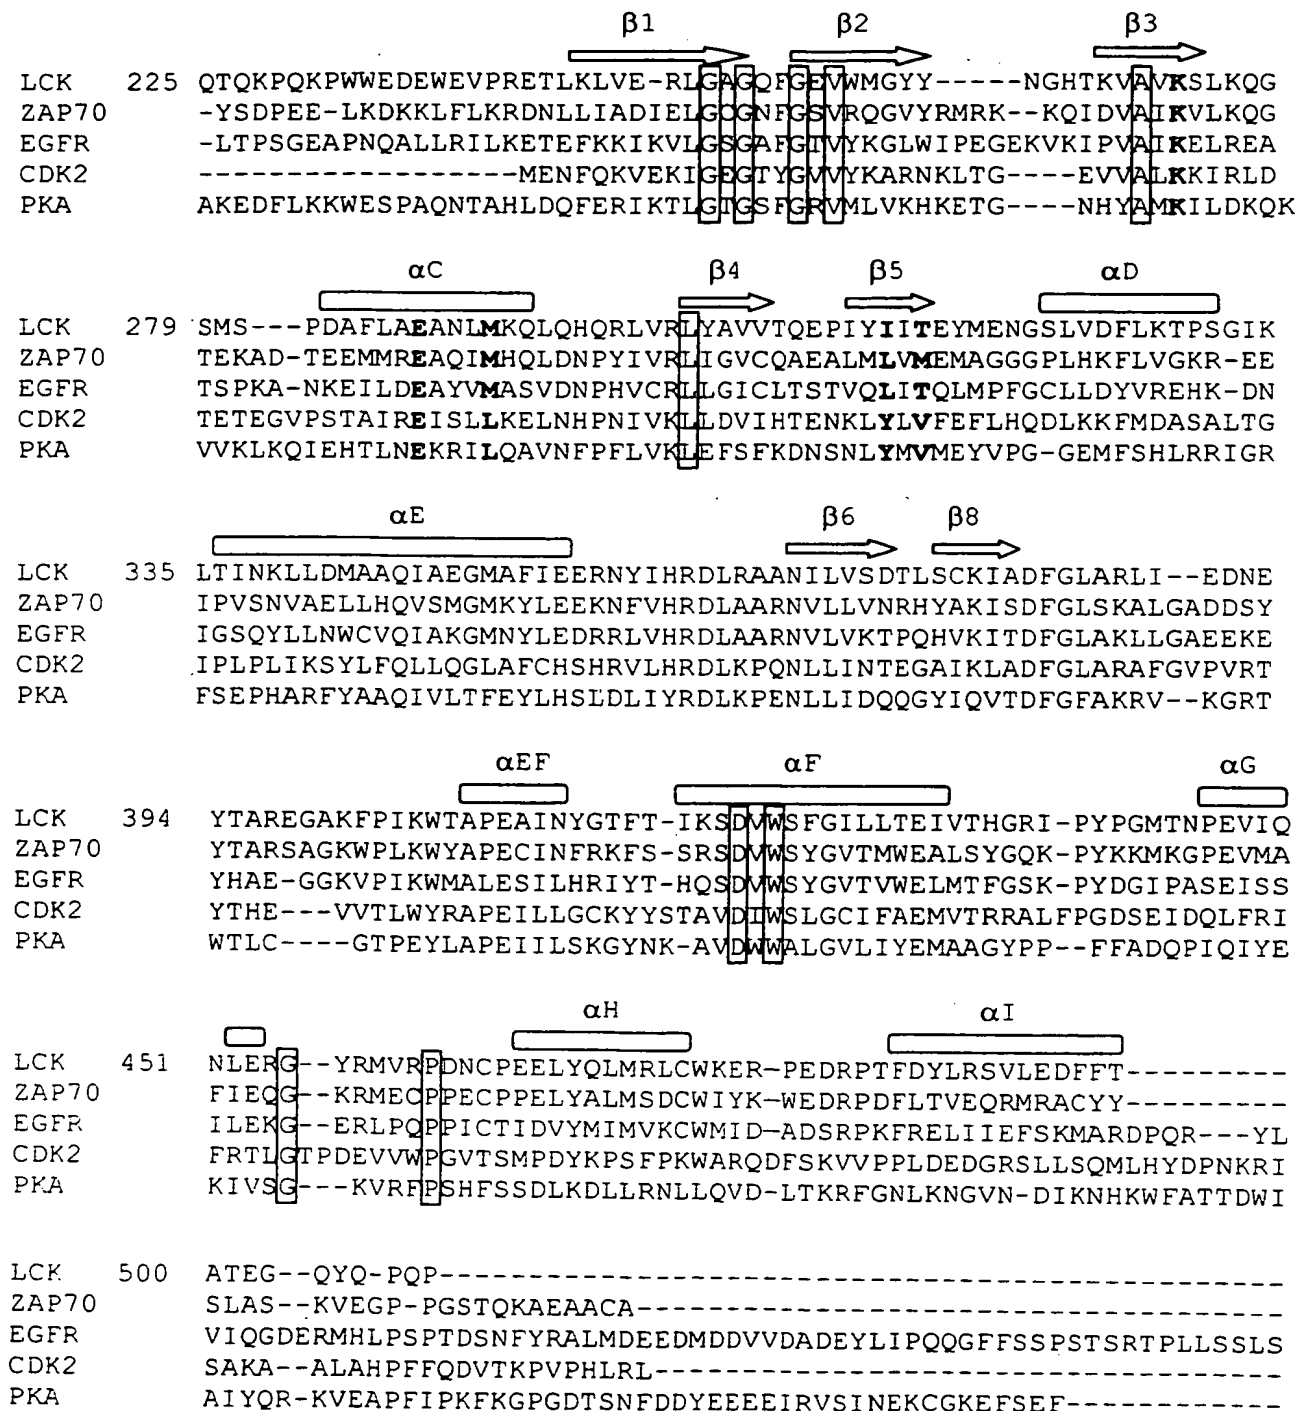 β1 β2 β3
LCK 225 QTQKPQKPWWEDEWEVPRETLKLVE-RLGAGQFGEVWMGYY-----NGHTKVAVKSLKQG
ZAP70 -YSDPEE-LKDKKLFLKRDNLLIADIELGCGNFGSVRQGVYRMRK--KQIDVAIKVLKQG
EGFR -LTPSGEAPNQALLRILKETEFKKIKVLGSGAFGTVYKGLWIPEGEKVKIPVAIKELREA
CDK2 ------------------MENFQKVEKIGEGTYGVVYKARNKLTG----EVVALKKIRLD
PKA AKEDFLKKWESPAQNTAHLDQFERIKTLGTGSFGRVMLVKHKETG----NHYAMKILDKQK
αC β4 β5 αD
LCK 279 SMS---PDAFLAEANLMKQLQHQRLVRLYAVVTQEPIYIITEYMENGSLVDFLKTPSGIK
ZAP70 TEKAD-TEEMMREAQIMHQLDNPYIVRLIGVCQAEALMLVMEMAGGGPLHKFLVGKR-EE
EGFR TSPKA-NKEILDEAYVMASVDNPHVCRLLGICLTSTVQLITQLMPFGCLLDYVREHK-DN
CDK2 TETEGVPSTAIREISLLKELNHPNIVKLLDVIHTENKLYLVFEFLHQDLKKFMDASALTG
PKA VVKLKQIEHTLNEKRILQAVNFPFLVKLEFSFKDNSNLYMVMEYVPG-GEMFSHLRRIGR
αE β6 β8
LCK 335 LTINKLLDMAAQIAEGMAFIEERNYIHRDLRAANILVSDTLSCKIADFGLARLI--EDNE
ZAP70 IPVSNVAELLHQVSMGMKYLEEKNFVHRDLAARNVLLVNRHYAKISDFGLSKALGADDSY
EGFR IGSQYLLNWCVQIAKGMNYLEDRRLVHRDLAARNVLVKTPQHVKITDFGLAKLLGAEEKE
CDK2 IPLPLIKSYLFQLLQGLAFCHSHRVLHRDLKPQNLLINTEGAIKLADFGLARAFGVPVRT
PKA FSEPHARFYAAQIVLTFEYLHSLDLIYRDLKPENLLIDQQGYIQVTDFGFAKRV--KGRT
αEF αF αG
LCK 394 YTAREGAKFPIKWTAPEAINYGTFT-IKSDVWSFGILLTEIVTHGRI-PYPGMTNPEVIQ
ZAP70 YTARSAGKWPLKWYAPECINFRKFS-SRSDVWSYGVTMWEALSYGQK-PYKKMKGPEVMA
EGFR YHAE-GGKVPIKWMALESILHRIYT-HQSDVWSYGVTVWELMTFGSK-PYDGIPASEISS
CDK2 YTHE---VVTLWYRAPEILLGCKYYSTAVDIWSLGCIFAEMVTRRALFPGDSEIDQLFRI
PKA WTLC----GTPEYLAPEIILSKGYNK-AVDWWALGVLIYEMAAGYPP--FFADQPIQIYE
αH αI
LCK 451 NLERG--YRMVRPDNCPEELYQLMRLCWKER-PEDRPTFDYLRSVLEDFFT---------
ZAP70 FIEQG--KRMECPPECPPELYALMSDCWIYK-WEDRPDFLTVEQRMRACYY---------
EGFR ILEKG--ERLPQPPICTIDVYMIMVKCWMID-ADSRPKFRELIIEFSKMARDPQR---YL
CDK2 FRTLGTPDEVVWPGVTSMPDYKPSFPKWARQDFSKVVPPLDEDGRSLLSQMLHYDPNKRI
PKA KIVSG---KVRFPSHFSSDLKDLLRNLLQVD-LTKRFGNLKNGVN-DIKNHKWFATTDWI
LCK 500 ATEG--QYQ-PQP-----------------------------------------------
ZAP70 SLAS--KVEGP-PGSTQKAEAACA------------------------------------
EGFR VIQGDERMHLPSPTDSNFYRALMDEEDMDDVVDADEYLIPQQGFFSSPSTSRTPLLSSLS
CDK2 SAKA--ALAHPFFQDVTKPVPHLRL-----------------------------------
PKA AIYQR-KVEAPFIPKFKGPGDTSNFDDYEEEEIRVSINEKCGKEFSEF------------